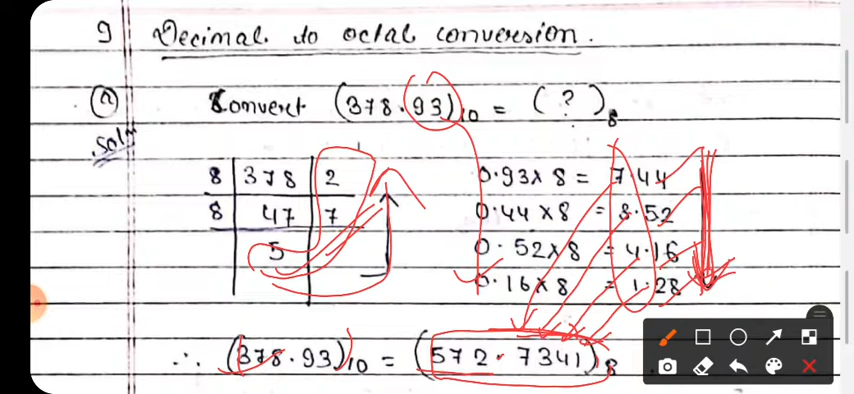 9 Decimal to octal conversion.
(a) Convert (378.93)10 = (?)8
Soln
8 | 378 | 2
8 | 47 | 7
5
0.93 x 8 = 7.44
0.44 x 8 = 3.52
0.52 x 8 = 4.16
0.16 x 8 = 1.28
∴ (378.93)10 = (572.7341)8